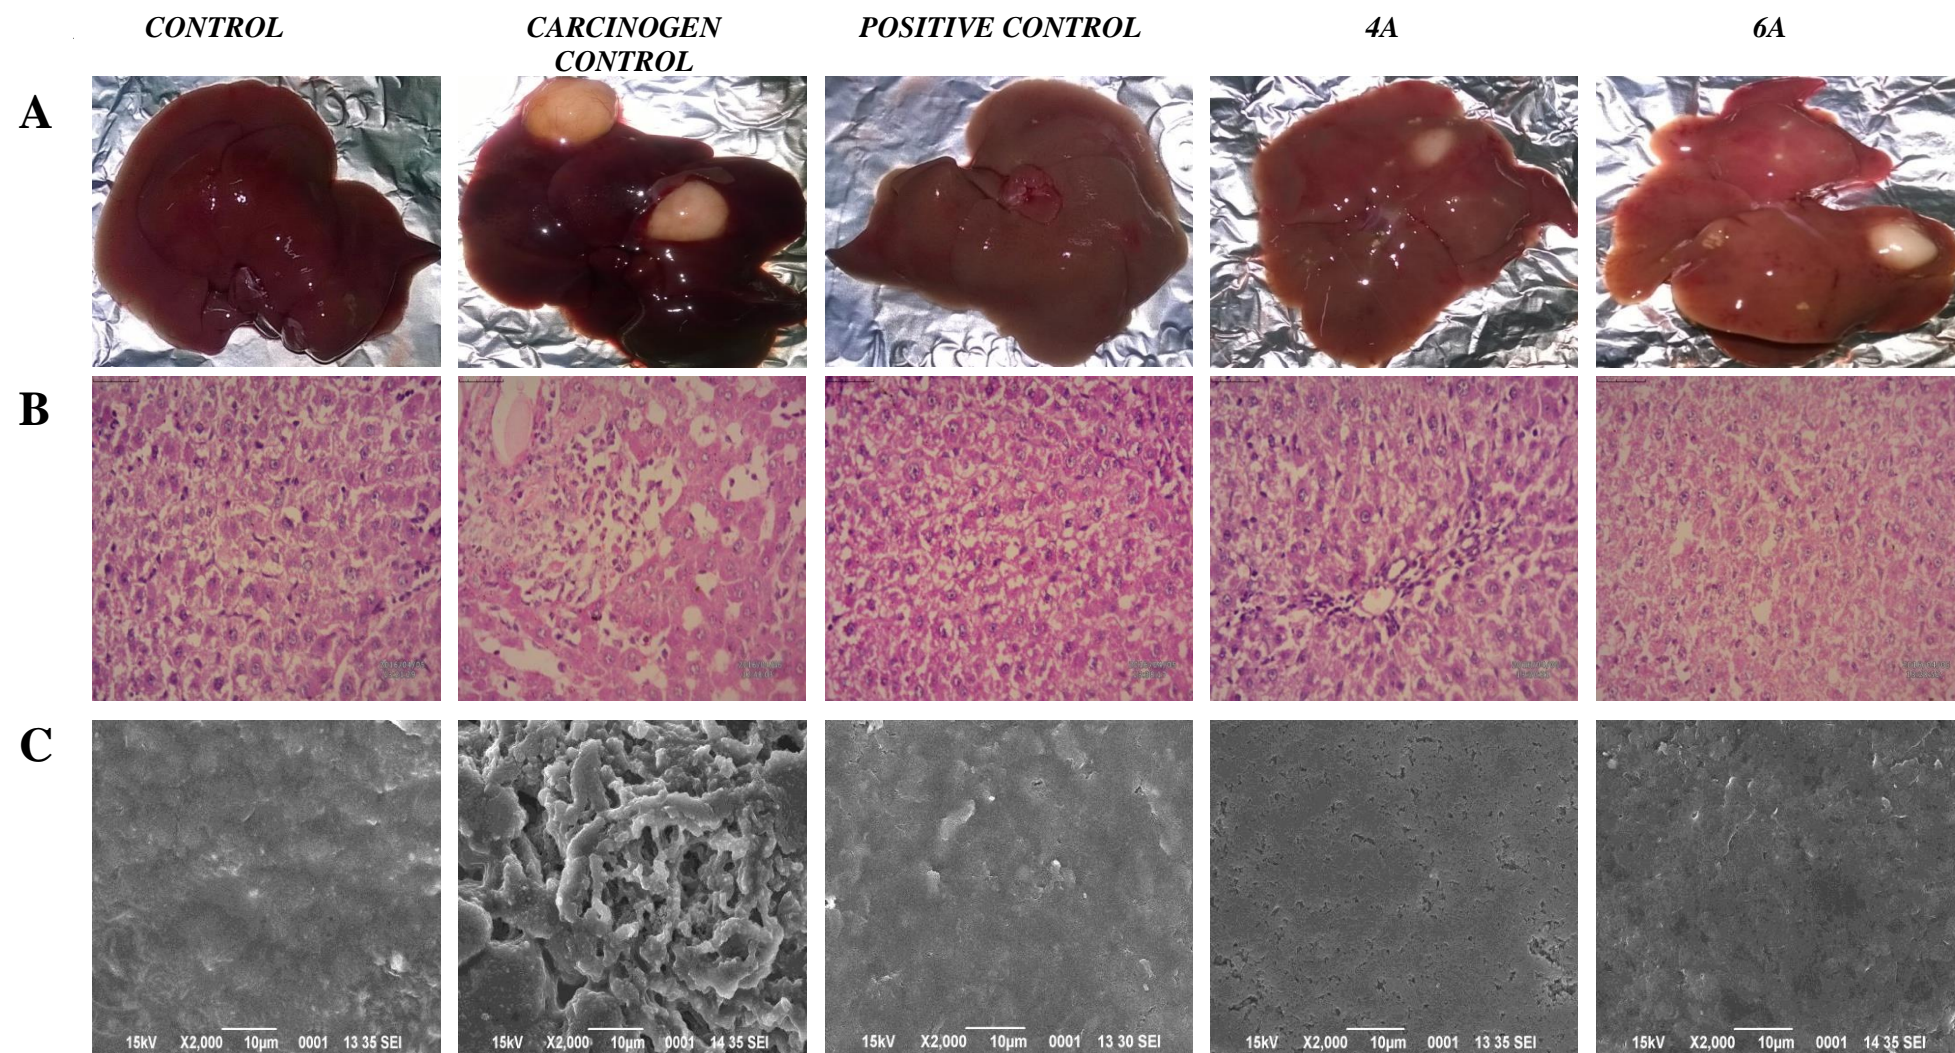 CONTROL
CARCINOGEN
CONTROL
POSITIVE CONTROL
4A
6A
A
B
C
15kV X2,000 10µm 0001 13 35 SEI
15kV X2,000 10µm 0001 14 35 SEI
15kV X2,000 10µm 0001 13 30 SEI
15kV X2,000 10µm 0001 13 35 SEI
15kV X2,000 10µm 0001 14 35 SEI